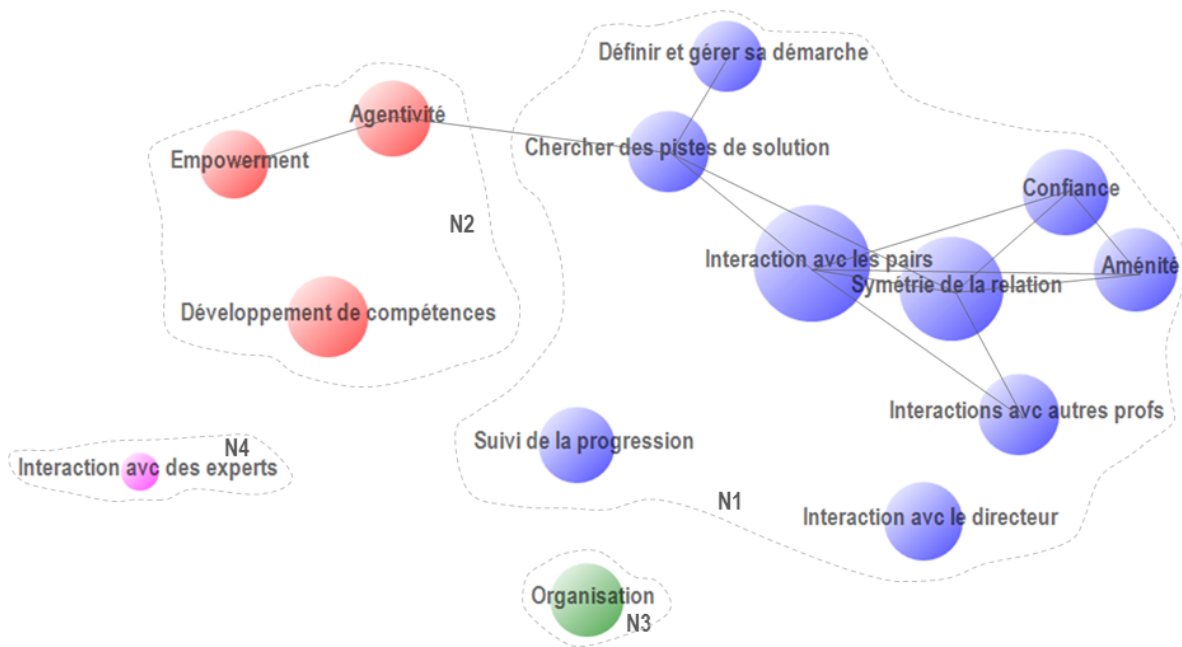 Définir et gérer sa démarche
Agentivité
Chercher des pistes de solution
Empowerment
Confiance
N2
Interaction avc les pairs
Aménité
Symétrie de la relation
Développement de compétences
Interactions avc autres profs
Suivi de la progression
N4
Interaction avc des experts
N1
Interaction avc le directeur
Organisation
N3